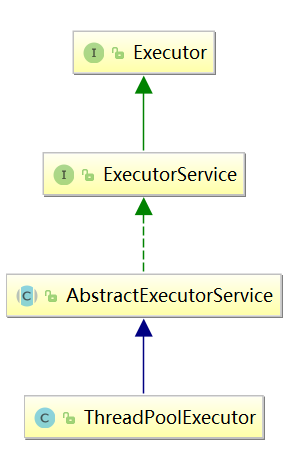 I Executor
I ExecutorService
C AbstractExecutorService
C ThreadPoolExecutor